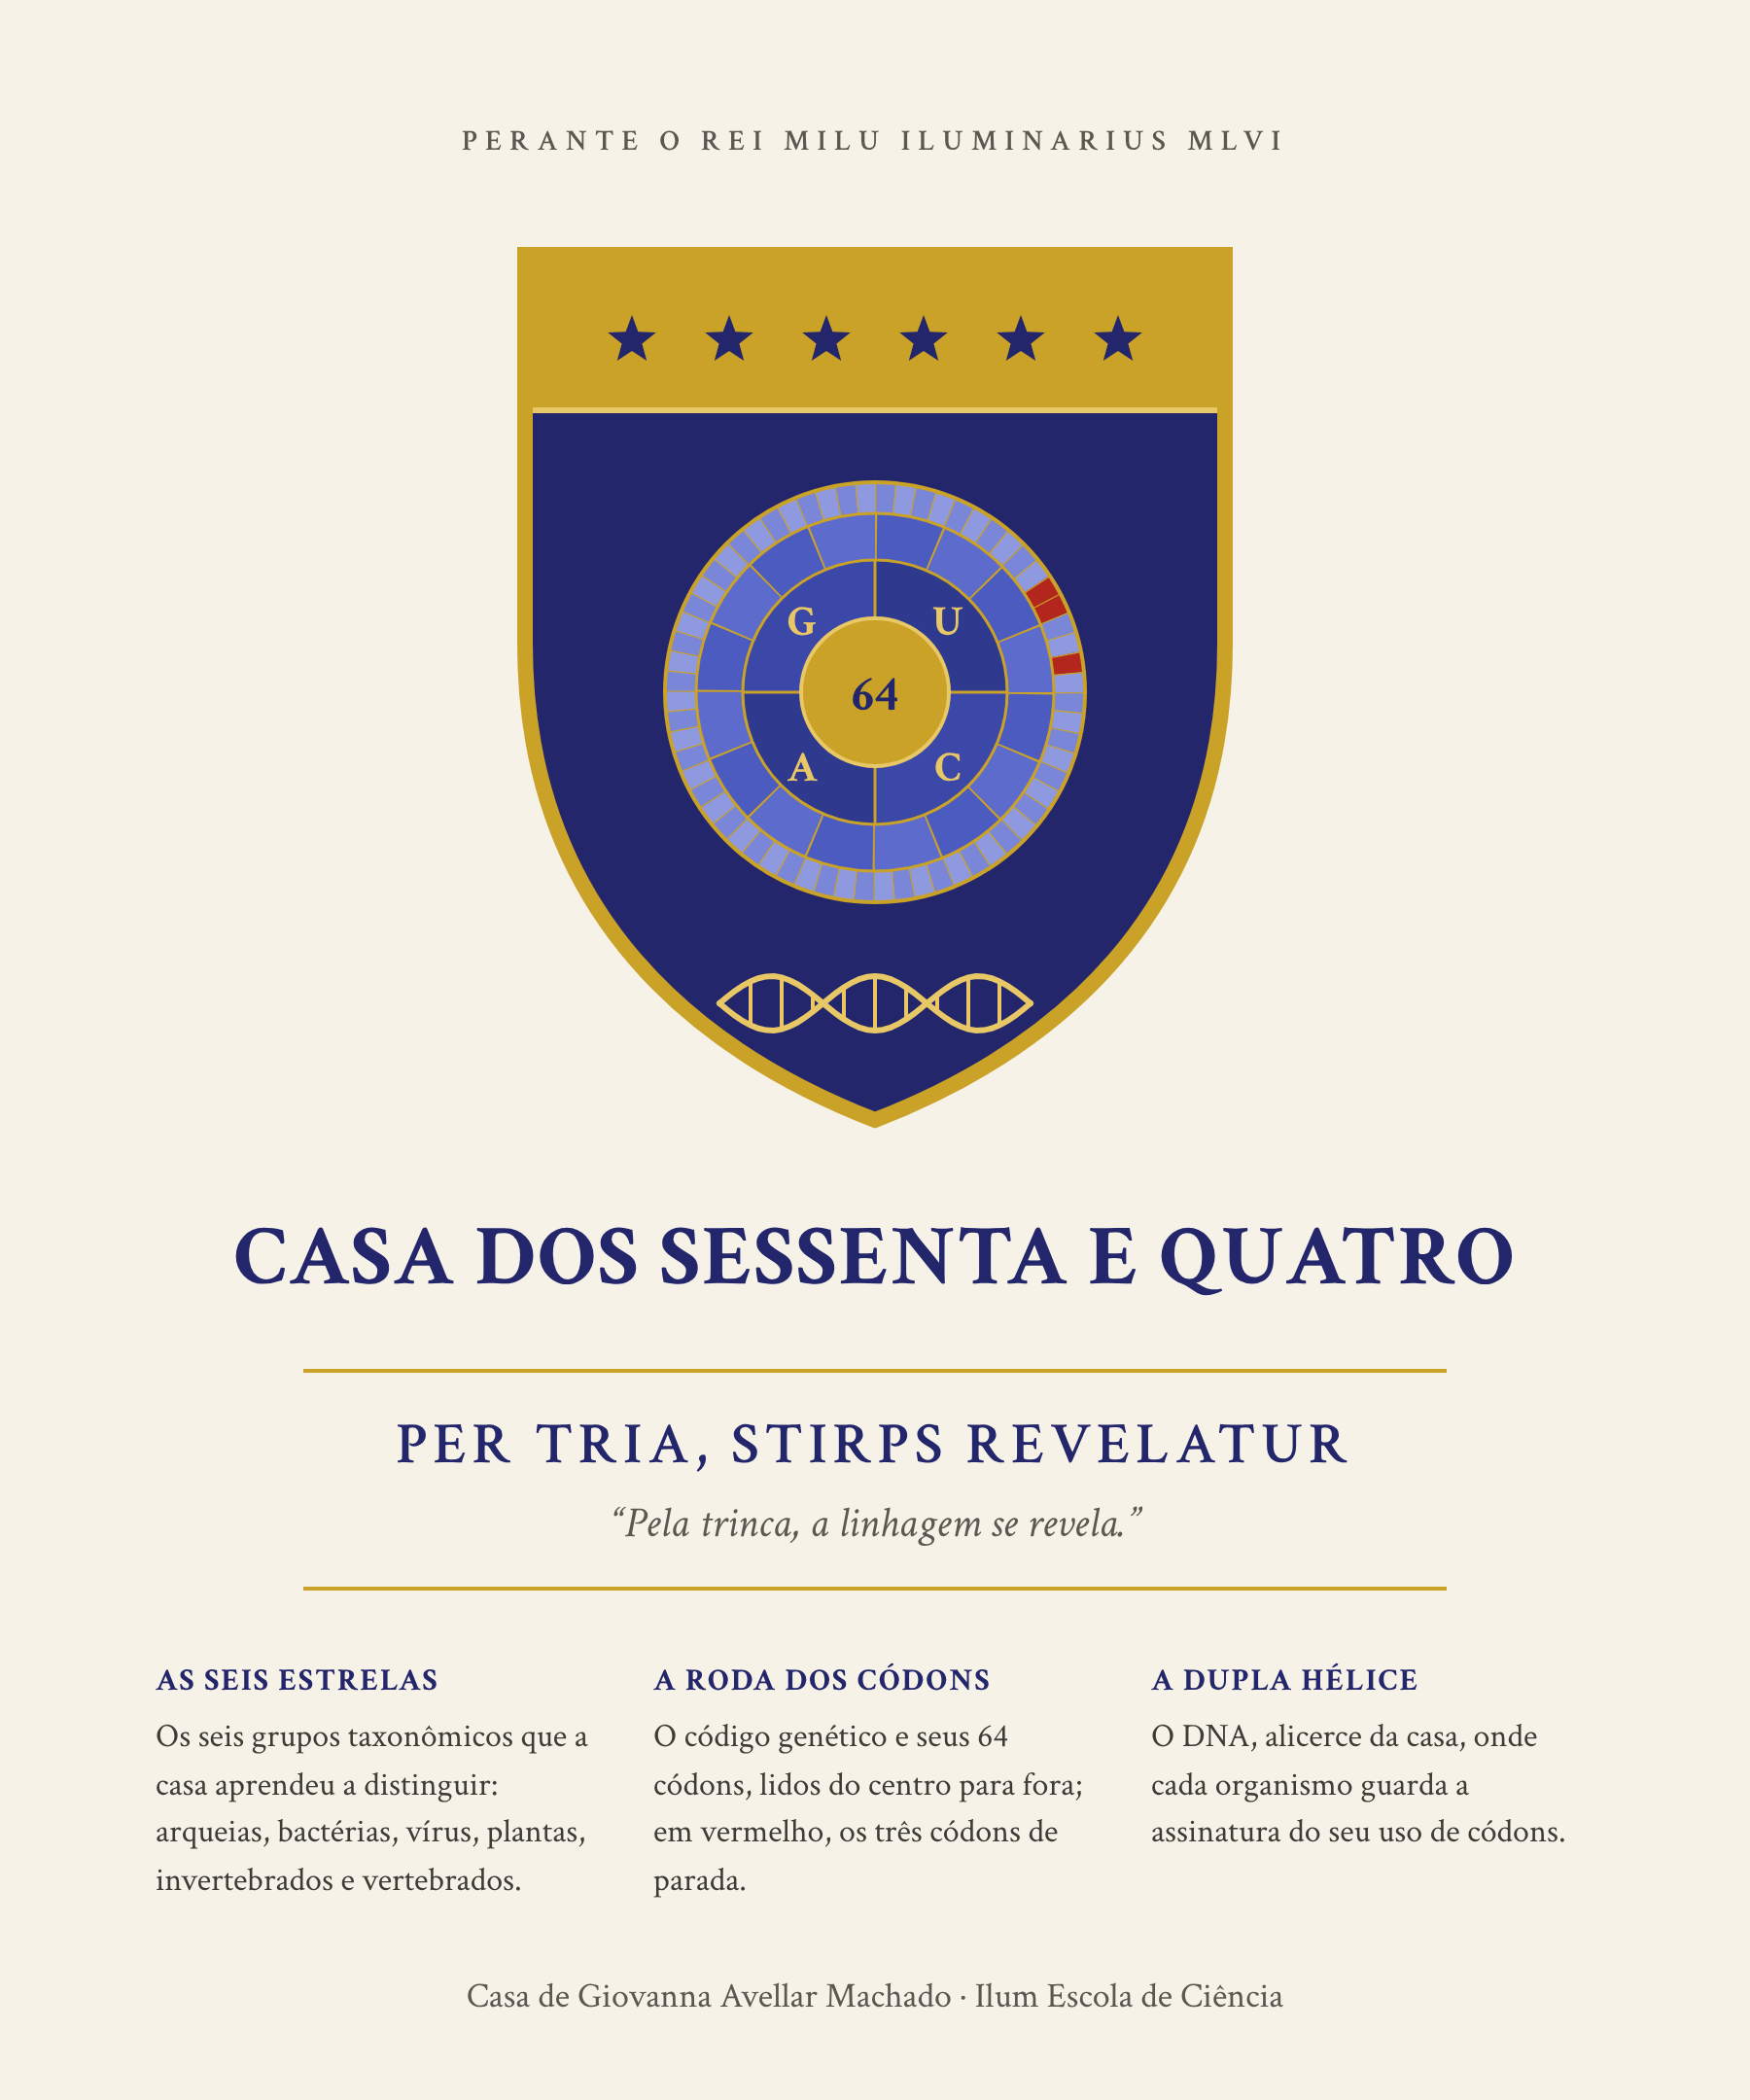 PERANTE O REI MILU ILUMINARIUS MLVI
G U
64
A C
CASA DOS SESSENTA E QUATRO
PER TRIA, STIRPS REVELATUR
“Pela trinca, a linhagem se revela.”
AS SEIS ESTRELAS
Os seis grupos taxonômicos que a
casa aprendeu a distinguir:
arqueias, bactérias, vírus, plantas,
invertebrados e vertebrados.
A RODA DOS CÓDONS
O código genético e seus 64
códons, lidos do centro para fora;
em vermelho, os três códons de
parada.
A DUPLA HÉLICE
O DNA, alicerce da casa, onde
cada organismo guarda a
assinatura do seu uso de códons.
Casa de Giovanna Avellar Machado · Ilum Escola de Ciência